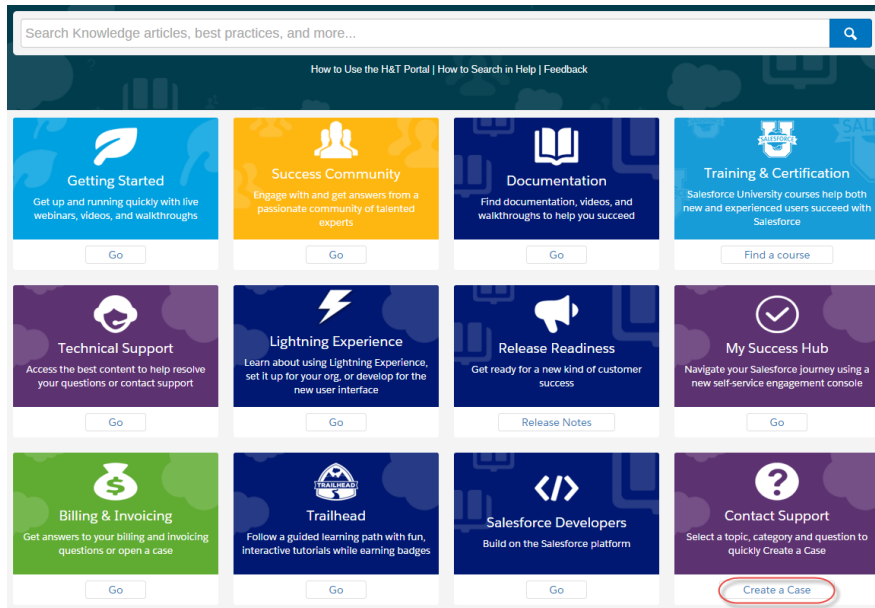 Search Knowledge articles, best practices, and more...
How to Use the H&T Portal | How to Search in Help | Feedback
Getting Started
Get up and running quickly with live
webinars, videos, and walkthroughs
Go
Success Community
Engage with and get answers from a
passionate community of talented
experts
Go
Documentation
Find documentation, videos, and
walkthroughs to help you succeed
Go
SALESFORCE
Training & Certification
Salesforce University courses help both
new and experienced users succeed with
Salesforce
Find a course
Technical Support
Access the best content to help resolve
your questions or contact support
Go
Lightning Experience
Learn about using Lightning Experience,
set it up for your org, or develop for the
new user interface
Go
Release Readiness
Get ready for a new kind of customer
success
Release Notes
My Success Hub
Navigate your Salesforce journey using a
new self-service engagement console
Go
Billing & Invoicing
Get answers to your billing and invoicing
questions or open a case
Go
TRAILHEAD
Trailhead
Follow a guided learning path with fun,
interactive tutorials while earning badges
Go
Salesforce Developers
Build on the Salesforce platform
Go
Contact Support
Select a topic, category and question to
quickly Create a Case
Create a Case